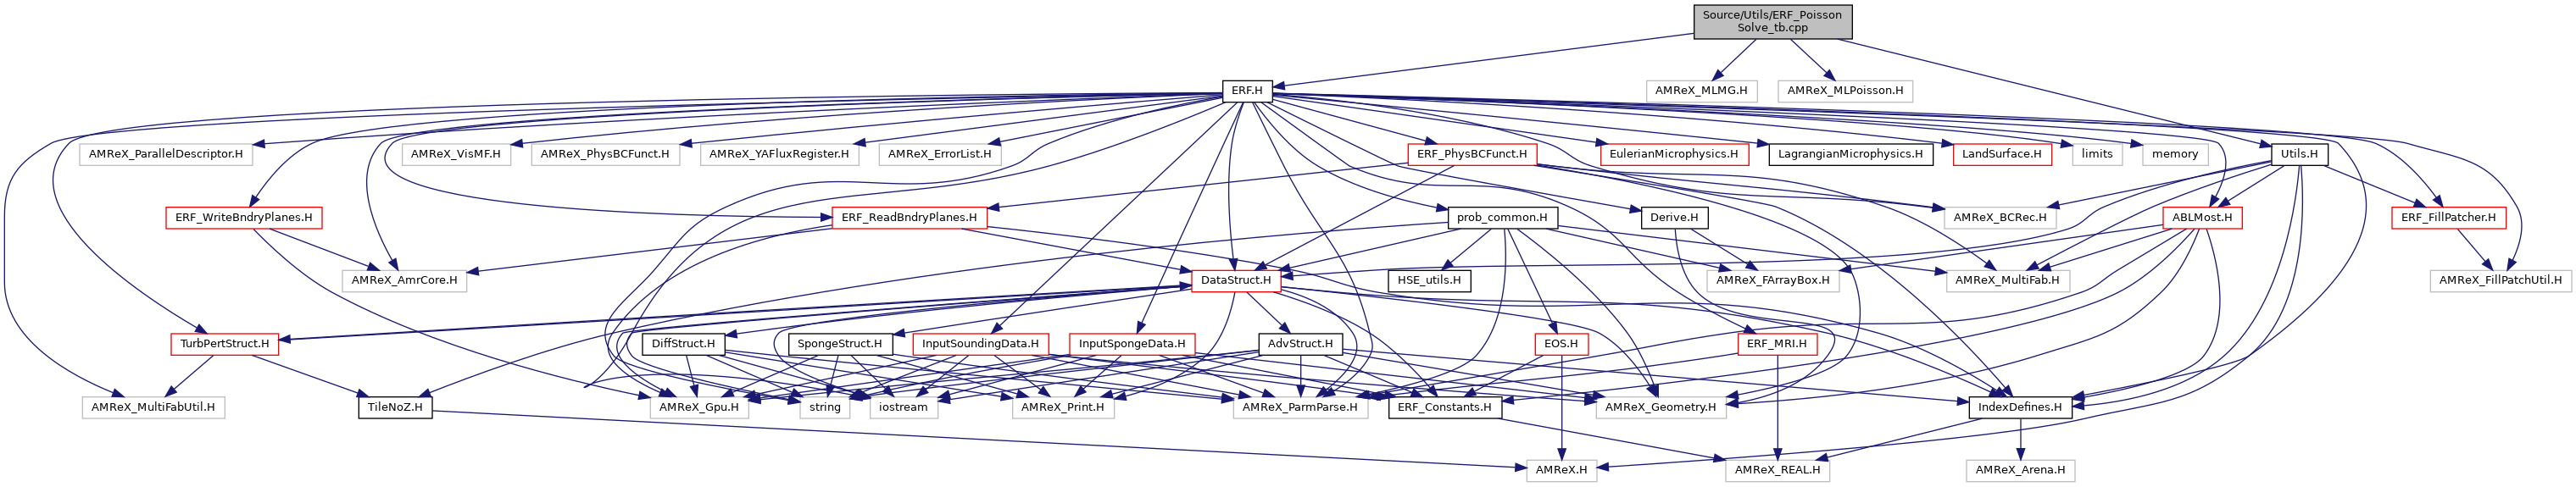 Source/Utils/ERF_Poisson
Solve_tb.cpp
ERF.H
AMReX_MLMG.H
AMReX_MLPoisson.H
AMReX_ParallelDescriptor.H
AMReX_VisMF.H
AMReX_PhysBCFunct.H
AMReX_YAFluxRegister.H
AMReX_ErrorList.H
ERF_PhysBCFunct.H
EulerianMicrophysics.H
LagrangianMicrophysics.H
LandSurface.H
limits
memory
Utils.H
ERF_WriteBndryPlanes.H
ERF_ReadBndryPlanes.H
prob_common.H
Derive.H
AMReX_BCRec.H
ABLMost.H
ERF_FillPatcher.H
AMReX_AmrCore.H
DataStruct.H
HSE_utils.H
AMReX_FArrayBox.H
AMReX_MultiFab.H
AMReX_FillPatchUtil.H
TurbPertStruct.H
DiffStruct.H
SpongeStruct.H
InputSoundingData.H
InputSpongeData.H
AdvStruct.H
EOS.H
ERF_MRI.H
AMReX_MultiFabUtil.H
TileNoZ.H
AMReX_Gpu.H
string
iostream
AMReX_Print.H
AMReX_ParmParse.H
ERF_Constants.H
AMReX_Geometry.H
IndexDefines.H
AMReX.H
AMReX_REAL.H
AMReX_Arena.H